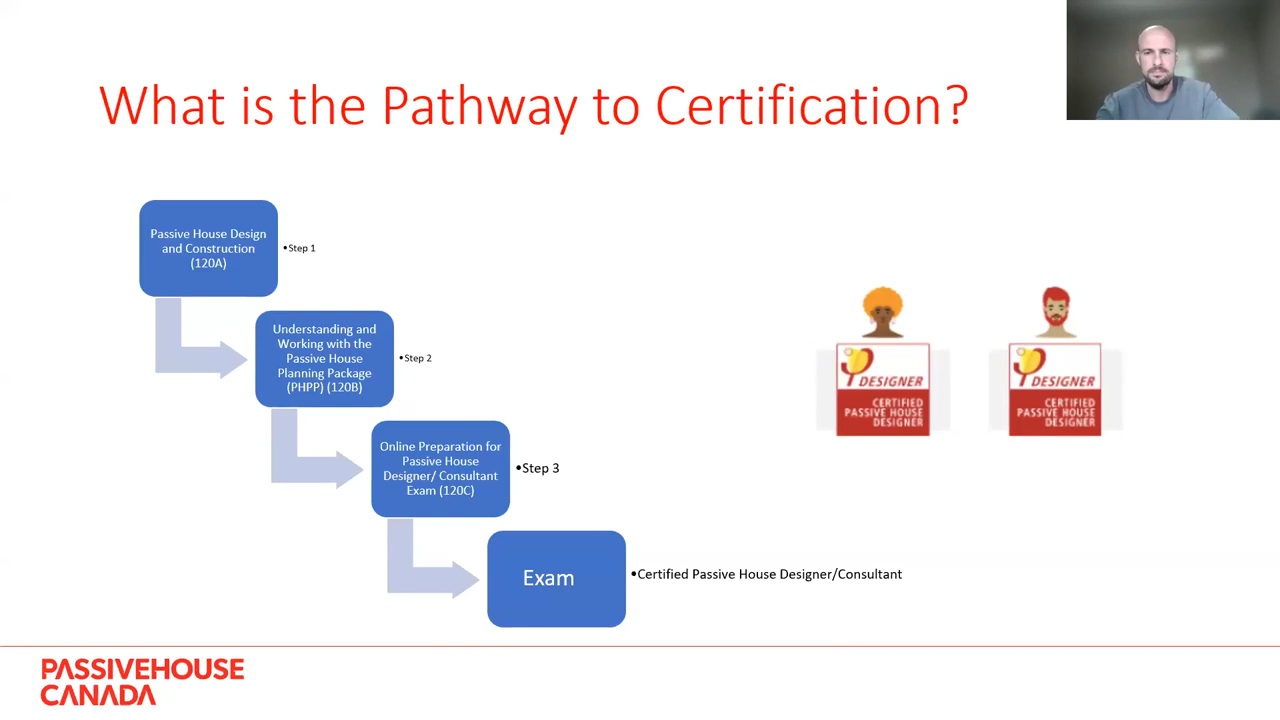 What is the Pathway to Certification?
Passive House Design
and Construction
(120A)
•Step 1
Understanding and
Working with the
Passive House
Planning Package
(PHPP) (120B)
•Step 2
Online Preparation for
Passive House
Designer/ Consultant
Exam (120C)
•Step 3
Exam
•Certified Passive House Designer/Consultant
DESIGNER
CERTIFIED
PASSIVE HOUSE
DESIGNER
DESIGNER
CERTIFIED
PASSIVE HOUSE
DESIGNER
PASSIVEHOUSE
CANADA